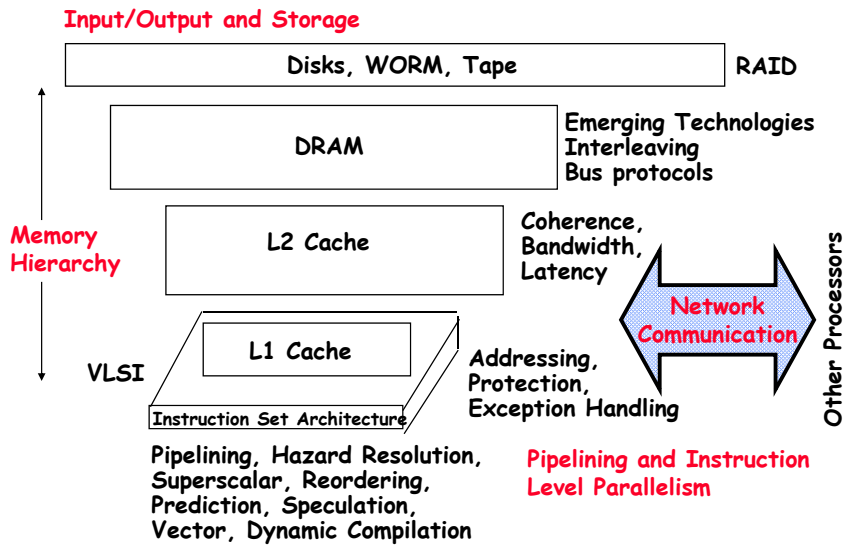 Input/Output and Storage
Disks, WORM, Tape
RAID
DRAM
Emerging Technologies
Interleaving
Bus protocols
Memory
Hierarchy
L2 Cache
Coherence,
Bandwidth,
Latency
Network
Communication
Other Processors
VLSI
L1 Cache
Addressing,
Protection,
Exception Handling
Instruction Set Architecture
Pipelining, Hazard Resolution,
Superscalar, Reordering,
Prediction, Speculation,
Vector, Dynamic Compilation
Pipelining and Instruction
Level Parallelism